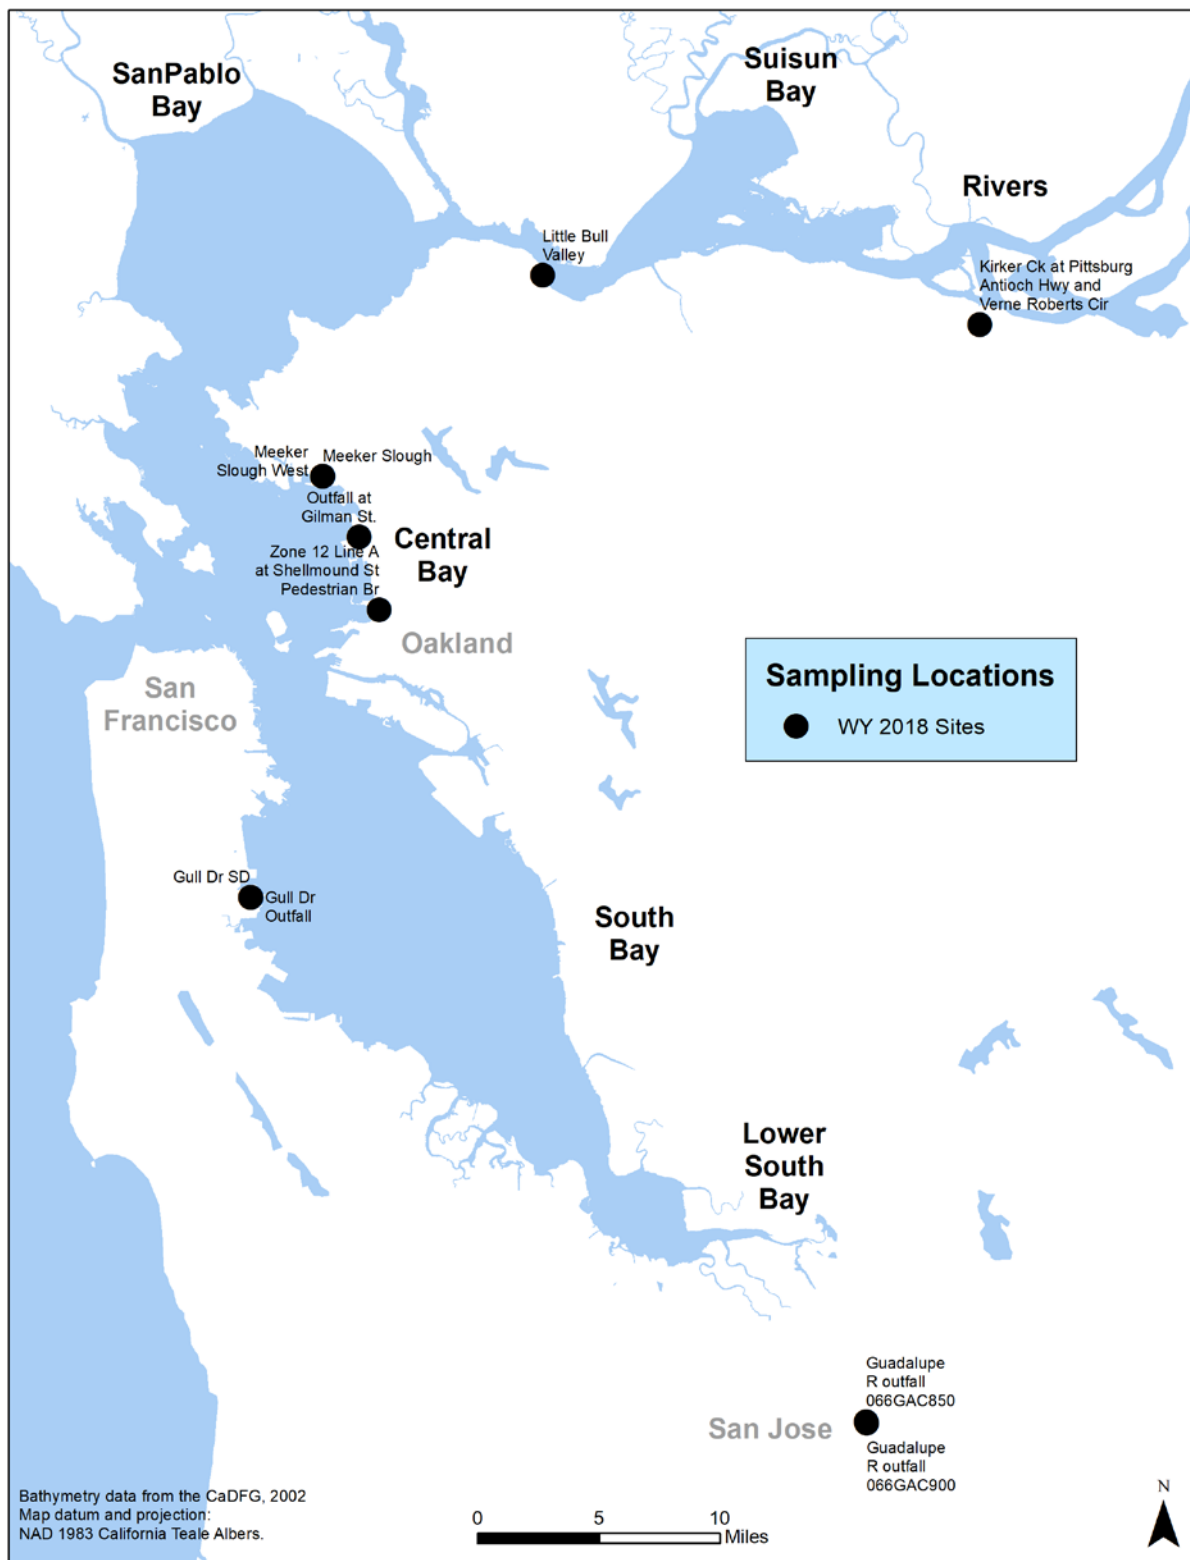 SanPablo
Bay
Suisun
Bay
Rivers
Little Bull
Valley
Kirker Ck at Pittsburg
Antioch Hwy and
Verne Roberts Cir
Meeker
Slough West
Meeker Slough
Outfall at
Gilman St.
Central
Bay
Zone 12 Line A
at Shellmound St
Pedestrian Br
Oakland
San
Francisco
Sampling Locations
WY 2018 Sites
Gull Dr SD
Gull Dr
Outfall
South
Bay
Lower
South
Bay
Guadalupe
R outfall
066GAC850
San Jose
Guadalupe
R outfall
066GAC900
Bathymetry data from the CaDFG, 2002
Map datum and projection:
NAD 1983 California Teale Albers.
0 5 10
Miles
N